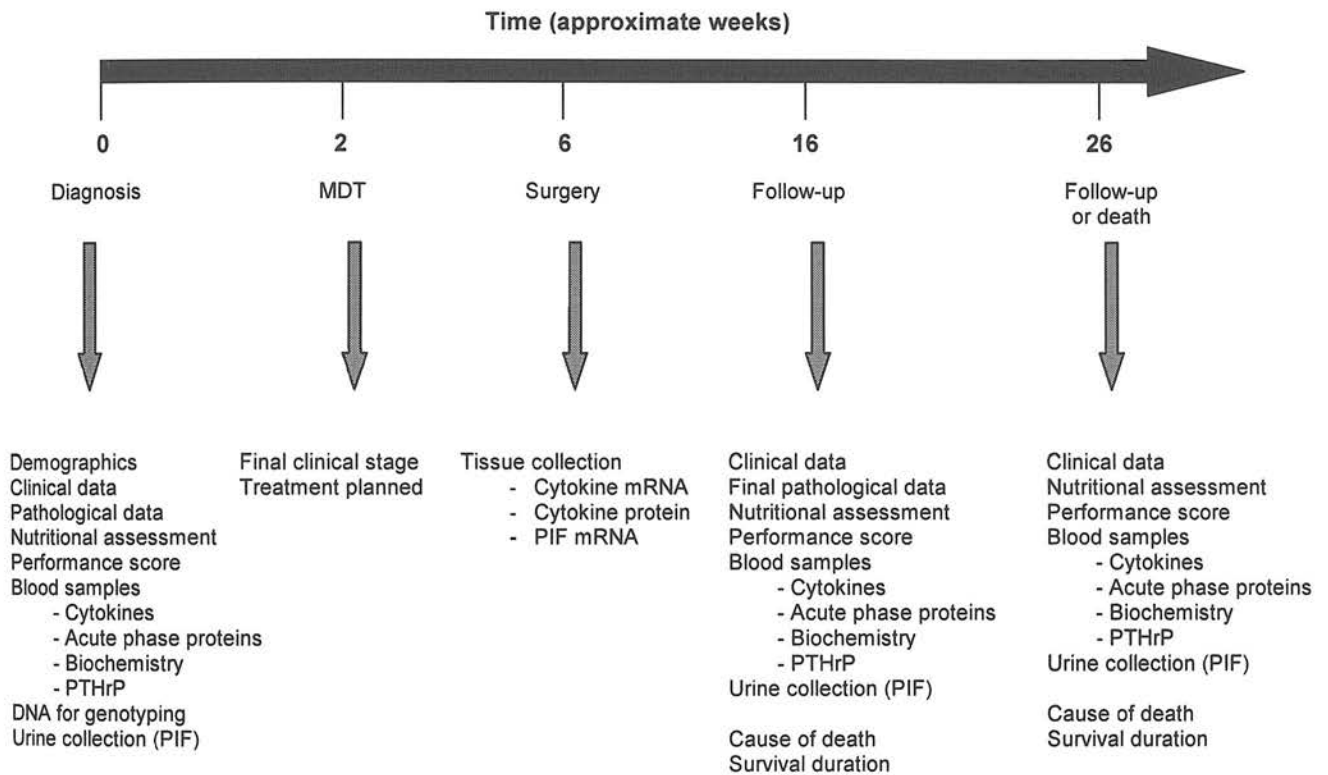 Time (approximate weeks)
0
2
6
16
26
Diagnosis
MDT
Surgery
Follow-up
Follow-up
or death
Demographics
Clinical data
Pathological data
Nutritional assessment
Performance score
Blood samples
- Cytokines
- Acute phase proteins
- Biochemistry
- PTHrP
DNA for genotyping
Urine collection (PIF)
Final clinical stage
Treatment planned
Tissue collection
- Cytokine mRNA
- Cytokine protein
- PIF mRNA
Clinical data
Final pathological data
Nutritional assessment
Performance score
Blood samples
- Cytokines
- Acute phase proteins
- Biochemistry
- PTHrP
Urine collection (PIF)
Cause of death
Survival duration
Clinical data
Nutritional assessment
Performance score
Blood samples
- Cytokines
- Acute phase proteins
- Biochemistry
- PTHrP
Urine collection (PIF)
Cause of death
Survival duration